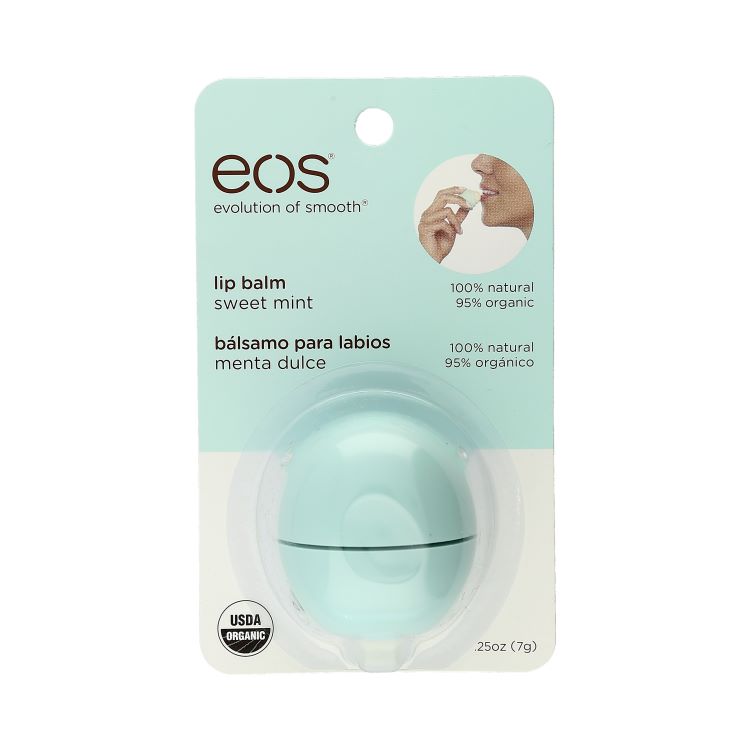 eos®
evolution of smooth®
lip balm
sweet mint
100% natural
95% organic
bálsamo para labios
menta dulce
100% natural
95% orgánico
USDA
ORGANIC
.25oz (7g)